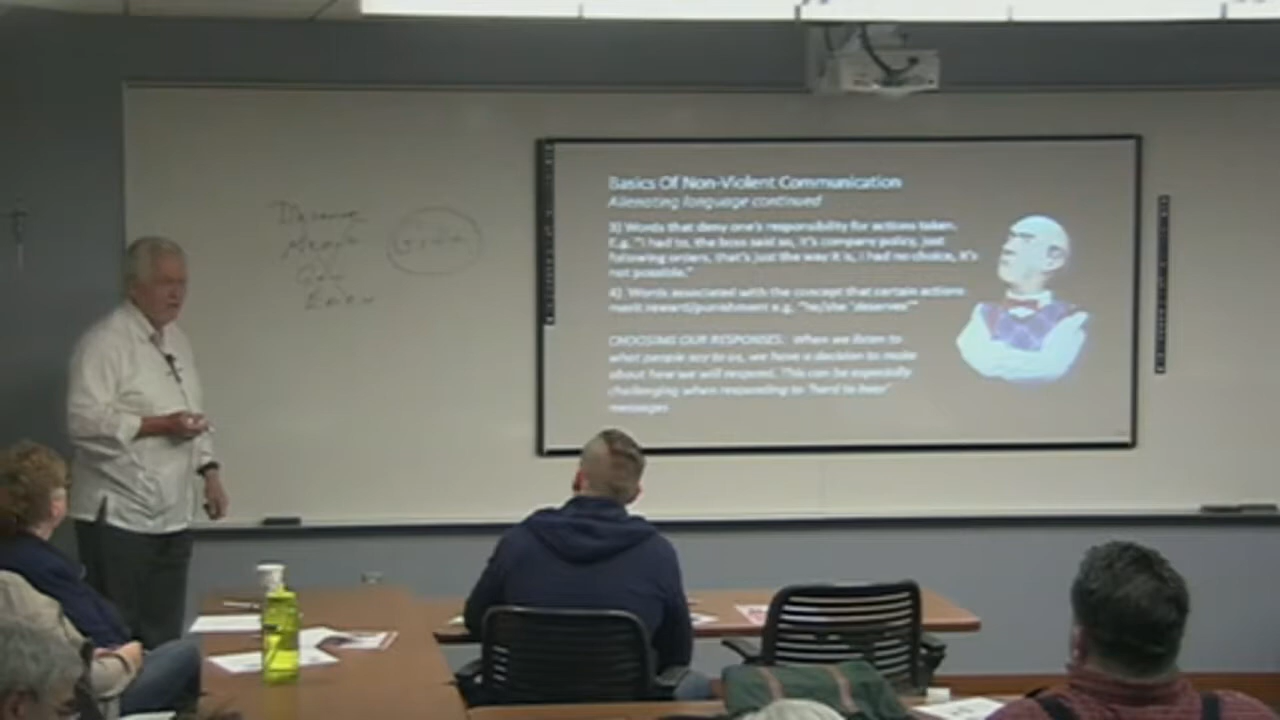 Basics Of Non-Violent Communication
Alienating language continued
3) Words that deny one's responsibility for actions taken.
E.g. "I had to, the boss said so, it's company policy, just
following orders, that's just the way it is, I had no choice, it's
not possible."
4) Words associated with the concept that certain actions
merit reward/punishment e.g. "he/she "deserves""
CHOOSING OUR RESPONSES: When we listen to
what people say to us, we have a decision to make
about how we will respond. This can be especially
challenging when responding to "hard to hear"
messages